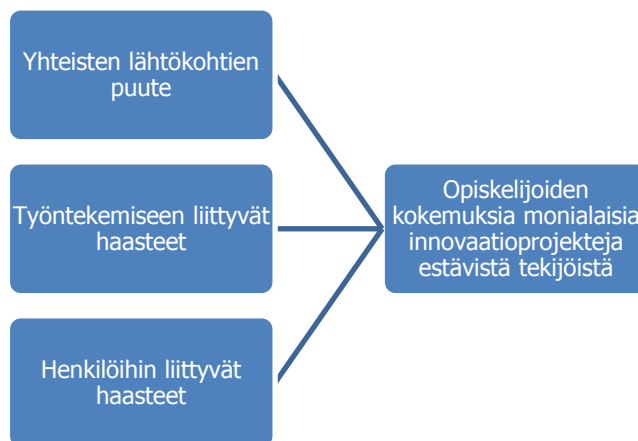 Yhteisten lähtökohtien
puute
Työntekemiseen liittyvät
haasteet
Henkilöihin liittyvät
haasteet
Opiskelijoiden
kokemuksia monialaisia
innovaatioprojekteja
estävistä tekijöistä